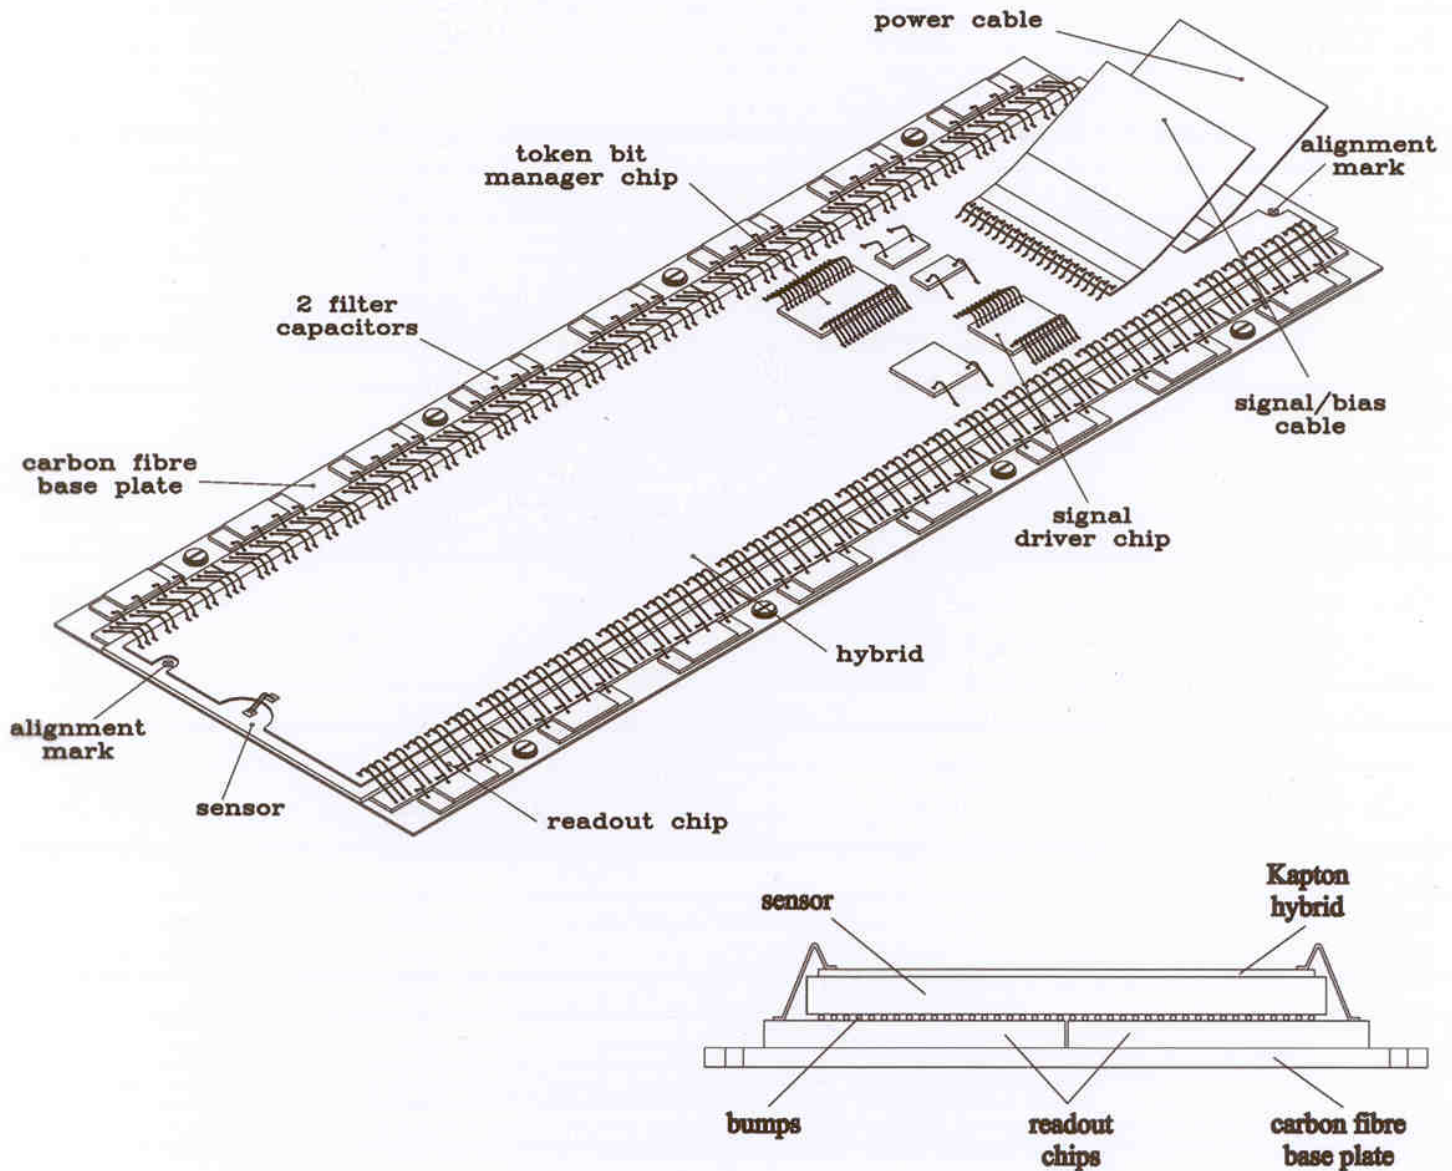 power cable
token bit
manager chip
alignment
mark
2 filter
capacitors
signal/bias
cable
carbon fibre
base plate
signal
driver chip
hybrid
alignment
mark
sensor
readout chip
Kapton
hybrid
sensor
bumps
readout
chips
carbon fibre
base plate